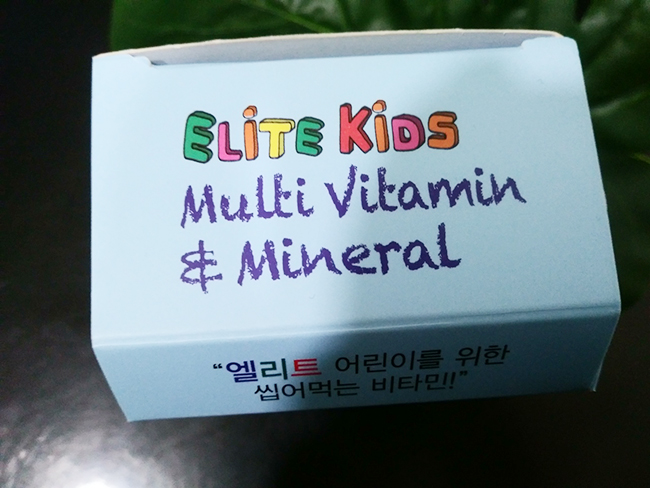 ELiTE KiDS
Multi Vitamin
& Mineral
“엘리트 어린이를 위한
씹어먹는 비타민!”